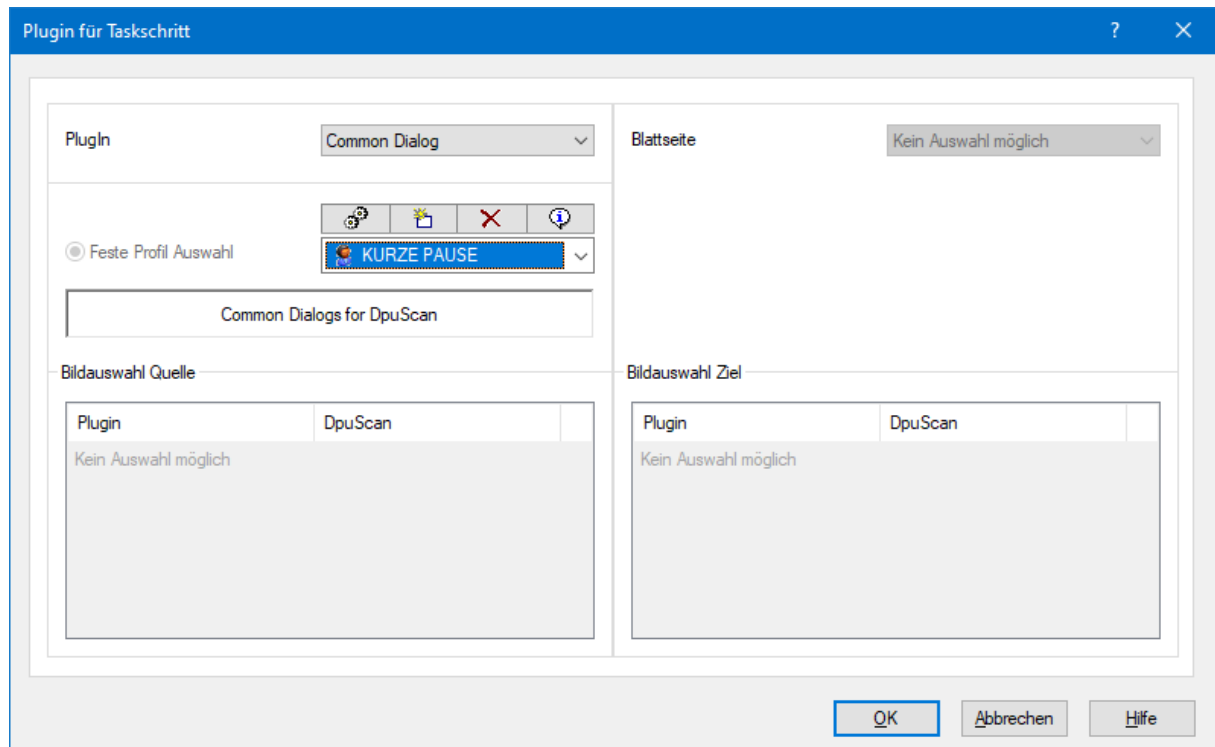 Plugin für Taskschritt
?
PlugIn
Common Dialog
Blattseite
Kein Auswahl möglich
Feste Profil Auswahl
KURZE PAUSE
Common Dialogs for DpuScan
Bildauswahl Quelle
Plugin DpuScan
Kein Auswahl möglich
Bildauswahl Ziel
Plugin DpuScan
Kein Auswahl möglich
OK Abbrechen Hilfe